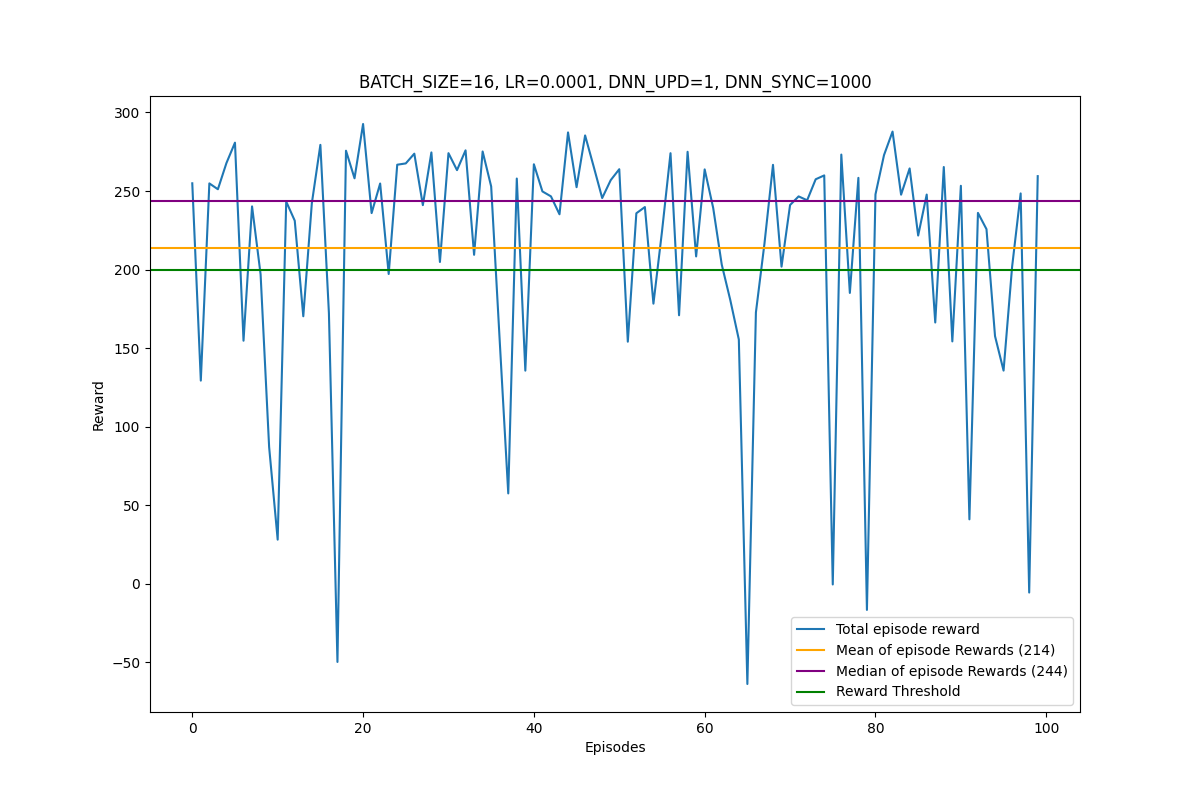 BATCH_SIZE=16, LR=0.0001, DNN_UPD=1, DNN_SYNC=1000
300
250
200
150
100
50
0
−50
Reward
0 20 40 60 80 100
Episodes
Total episode reward
Mean of episode Rewards (214)
Median of episode Rewards (244)
Reward Threshold